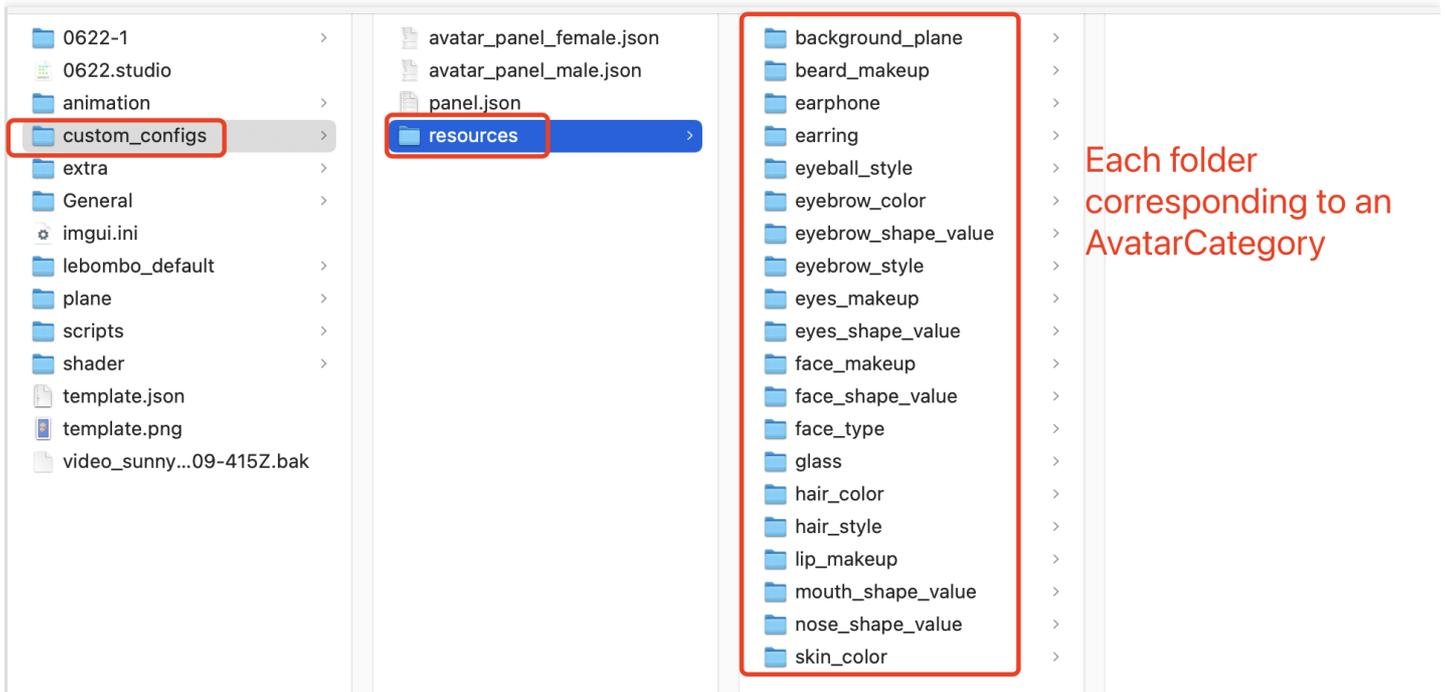 0622-1
0622.studio
animation
custom_configs
extra
General
imgui.ini
lebombo_default
plane
scripts
shader
template.json
template.png
video_sunny...09-415Z.bak
avatar_panel_female.json
avatar_panel_male.json
panel.json
resources
background_plane
beard_makeup
earphone
earring
eyeball_style
eyebrow_color
eyebrow_shape_value
eyebrow_style
eyes_makeup
eyes_shape_value
face_makeup
face_shape_value
face_type
glass
hair_color
hair_style
lip_makeup
mouth_shape_value
nose_shape_value
skin_color
Each folder
corresponding to an
AvatarCategory